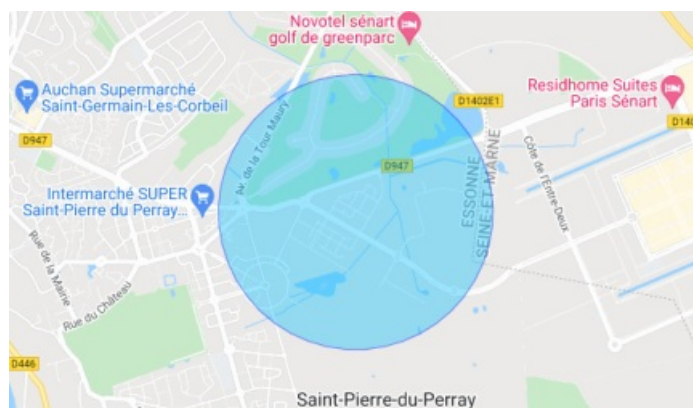 Novotel sénart
golf de greenparc
Auchan Supermarché
Saint-Germain-Les-Corbeil
D1402E1
Residhome Suites
Paris Sénart
D140
D947
Av. de la Tour Maury
D947
Côte de l'Entre-Deux
Intermarché SUPER
Saint-Pierre du Perray...
ESSONNE
SEINE-ET-MARNE
Rue de la Mairie
Rue du Château
D446
Saint-Pierre-du-Perray